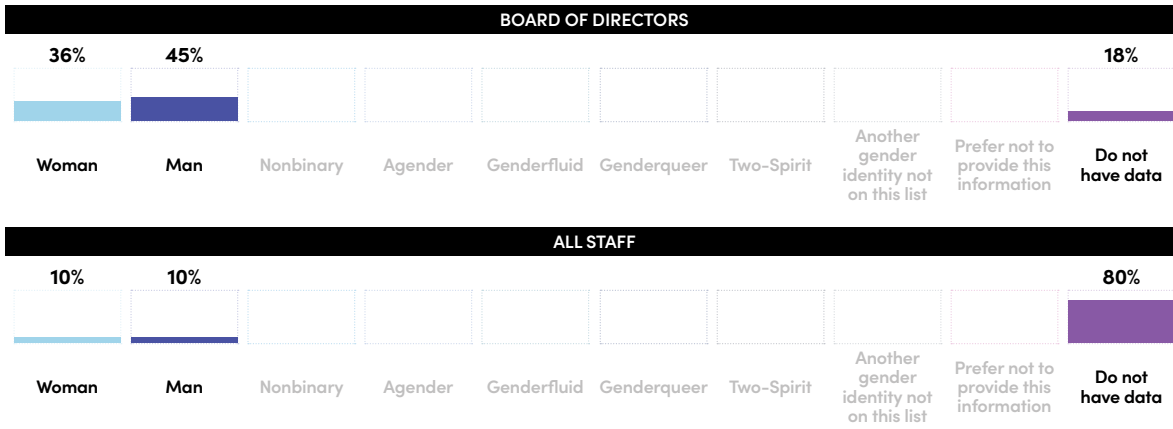 BOARD OF DIRECTORS
36% 45% 18%
Woman Man Nonbinary Agender Genderfluid Genderqueer Two-Spirit Another gender identity not on this list Prefer not to provide this information Do not have data
ALL STAFF
10% 10% 80%
Woman Man Nonbinary Agender Genderfluid Genderqueer Two-Spirit Another gender identity not on this list Prefer not to provide this information Do not have data